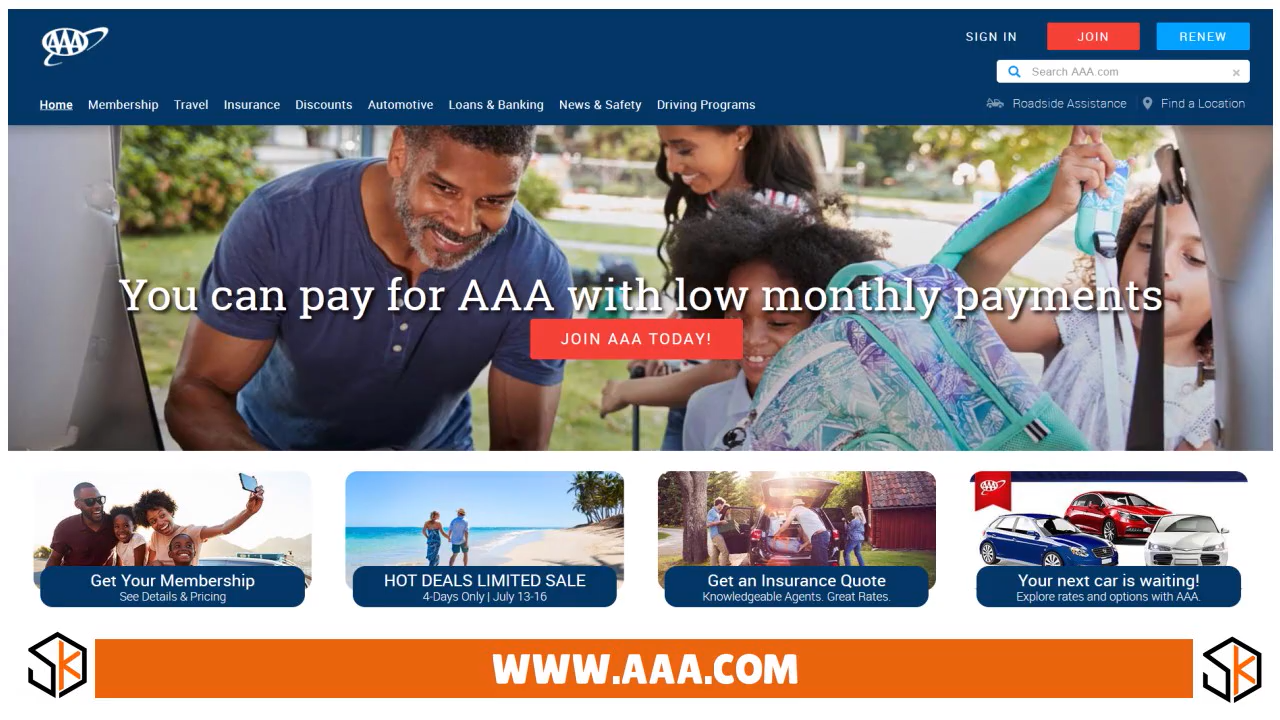 AAA
SIGN IN
JOIN
RENEW
Search AAA.com
Home Membership Travel Insurance Discounts Automotive Loans & Banking News & Safety Driving Programs
Roadside Assistance
Find a Location
You can pay for AAA with low monthly payments
JOIN AAA TODAY!
Get Your Membership
See Details & Pricing
HOT DEALS LIMITED SALE
4-Days Only | July 13-16
Get an Insurance Quote
Knowledgeable Agents. Great Rates.
AAA
Your next car is waiting!
Explore rates and options with AAA.
SK
WWW.AAA.COM
SK